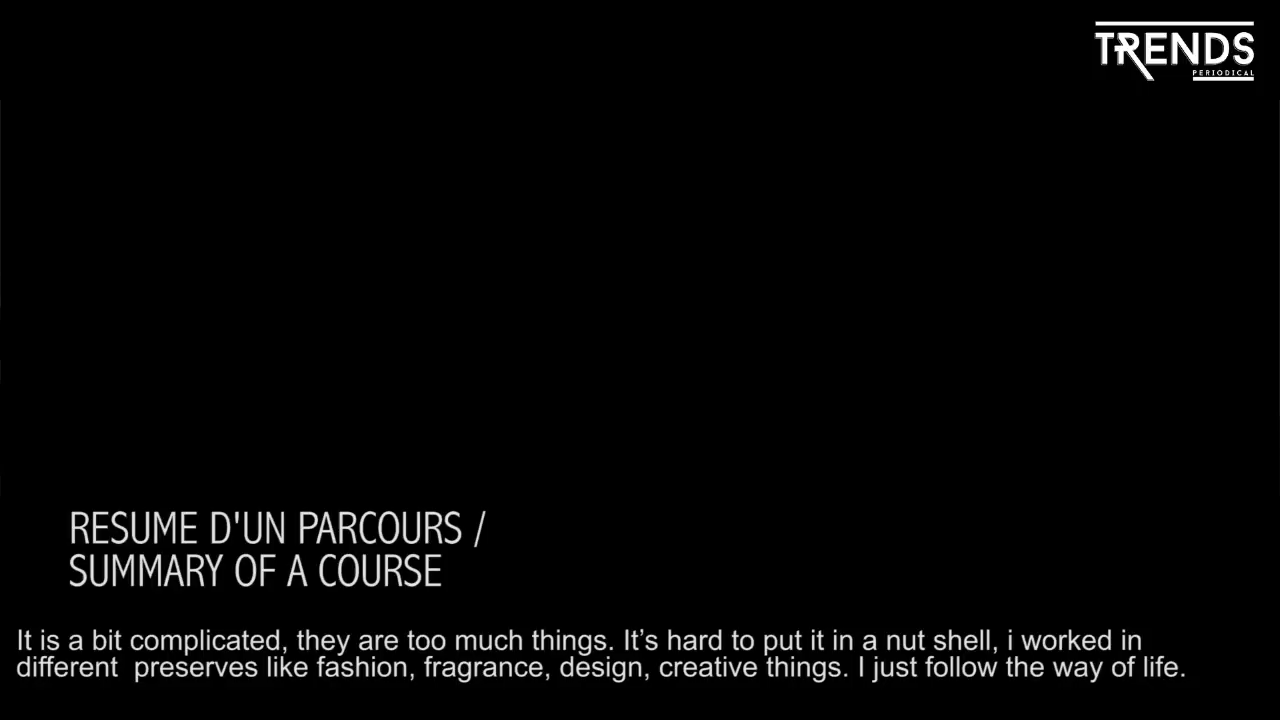 TRENDS
PERIODICAL
RESUME D'UN PARCOURS /
SUMMARY OF A COURSE
It is a bit complicated, they are too much things. It’s hard to put it in a nut shell, i worked in
different  preserves like fashion, fragrance, design, creative things. I just follow the way of life.